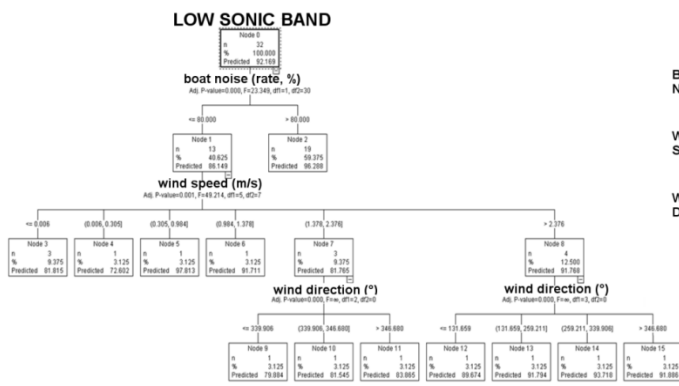 LOW SONIC BAND
Node 0
n 32
% 100.000
Predicted 92.169
boat noise (rate, %)
Adj. P-value=0.000, F=23.349, df1=1, df2=30
<= 80.000
> 80.000
Node 1
n 13
% 40.625
Predicted 86.149
Node 2
n 19
% 59.375
Predicted 96.288
wind speed (m/s)
Adj. P-value=0.001, F=49.214, df1=5, df2=7
<= 0.006
(0.006, 0.305]
(0.305, 0.984]
(0.984, 1.378]
(1.378, 2.376]
> 2.376
Node 3
n 3
% 9.375
Predicted 81.815
Node 4
n 1
% 3.125
Predicted 72.602
Node 5
n 1
% 3.125
Predicted 97.813
Node 6
n 1
% 3.125
Predicted 91.711
Node 7
n 3
% 9.375
Predicted 81.765
Node 8
n 4
% 12.500
Predicted 91.768
wind direction (°)
Adj. P-value=0.000, F=∞, df1=2, df2=0
wind direction (°)
Adj. P-value=0.000, F=∞, df1=3, df2=0
<= 339.906
(339.906, 346.680]
> 346.680
<= 131.659
(131.659, 259.211]
(259.211, 339.906]
> 346.680
Node 9
n 1
% 3.125
Predicted 79.884
Node 10
n 1
% 3.125
Predicted 81.545
Node 11
n 1
% 3.125
Predicted 83.865
Node 12
n 1
% 3.125
Predicted 89.674
Node 13
n 1
% 3.125
Predicted 91.794
Node 14
n 1
% 3.125
Predicted 93.718
Node 15
n 1
% 3.125
Predicted 91.886
B
N
W
S
W
D